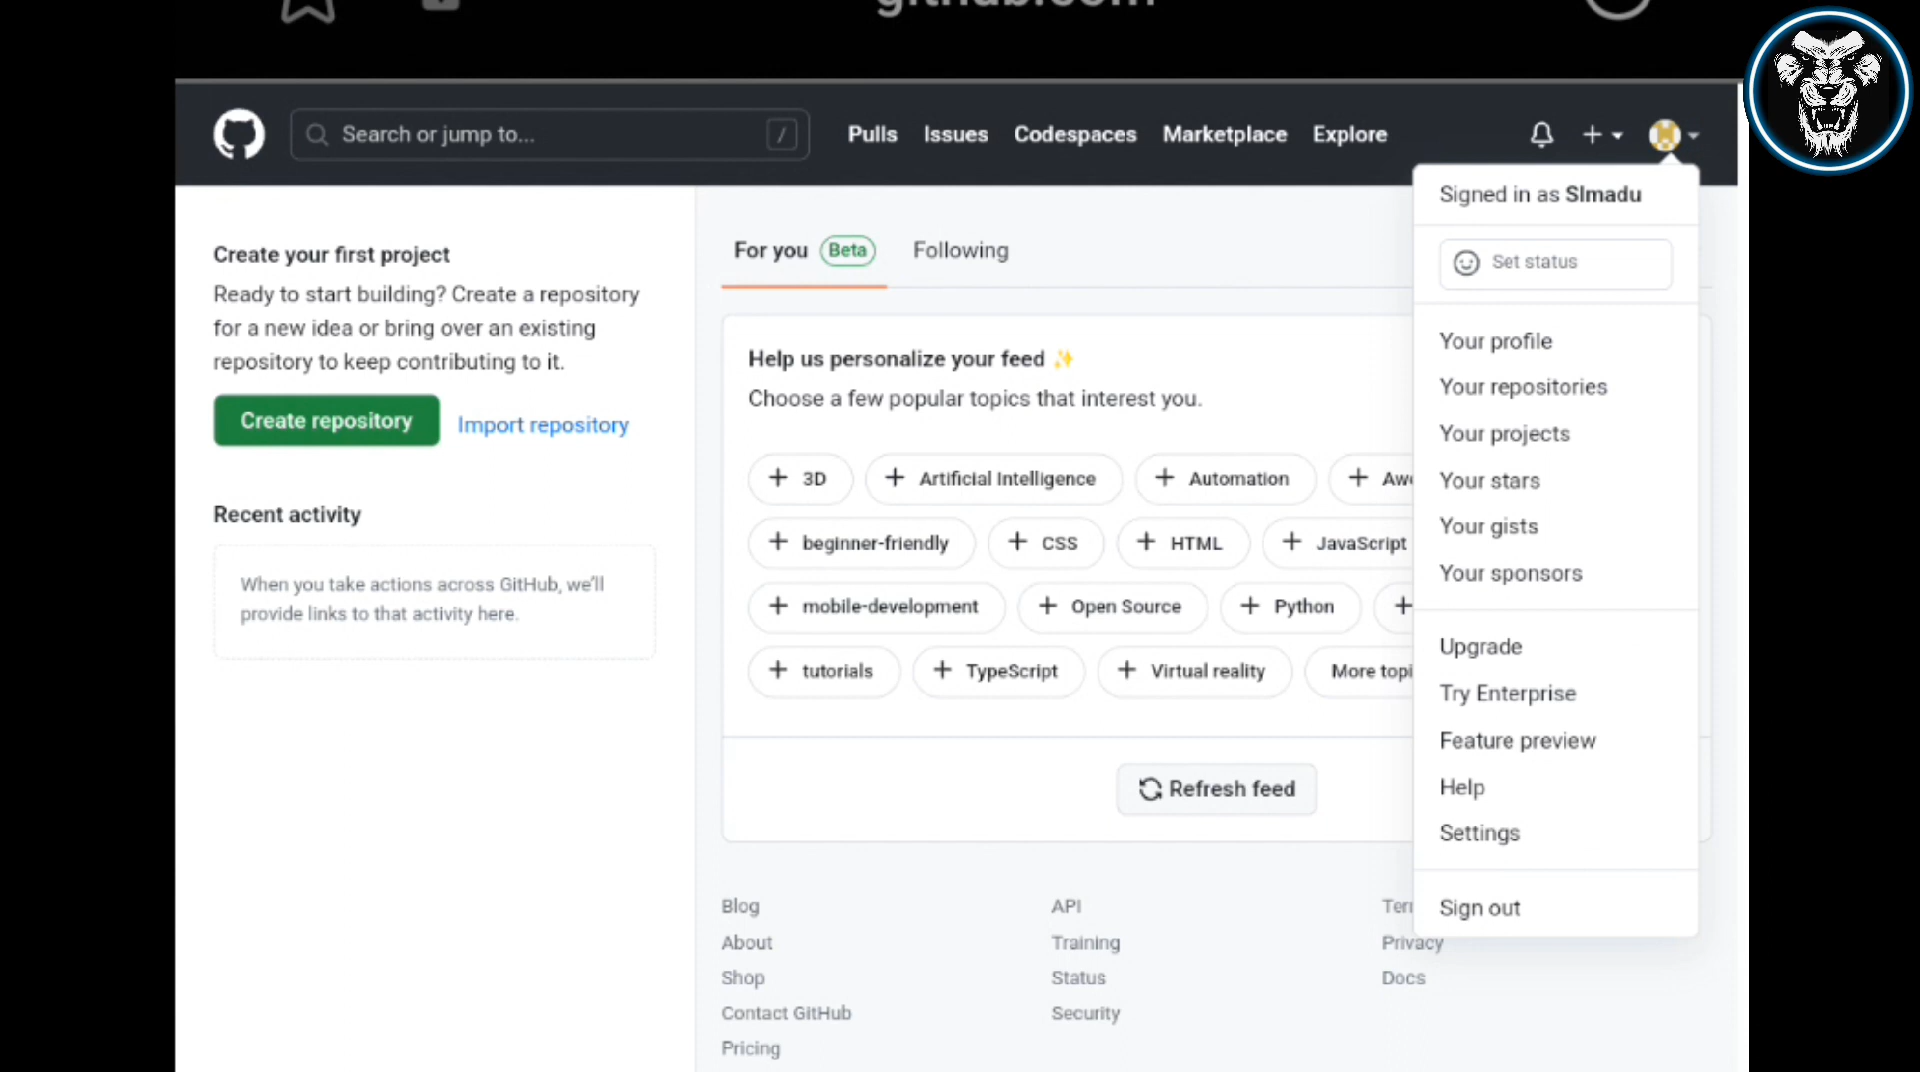 github.com
Search or jump to... /
Pulls Issues Codespaces Marketplace Explore
Signed in as Slmadu
Set status
Your profile
Your repositories
Your projects
Your stars
Your gists
Your sponsors
Upgrade
Try Enterprise
Feature preview
Help
Settings
Sign out
Create your first project
Ready to start building? Create a repository
for a new idea or bring over an existing
repository to keep contributing to it.
Create repository Import repository
Recent activity
When you take actions across GitHub, we'll
provide links to that activity here.
For you Beta Following
Help us personalize your feed ✨
Choose a few popular topics that interest you.
+ 3D + Artificial Intelligence + Automation +
+ beginner-friendly + CSS + HTML + JavaScript
+ mobile-development + Open Source + Python +
+ tutorials + TypeScript + Virtual reality More
Refresh feed
Blog API
About Training Privacy
Shop Status Docs
Contact GitHub Security
Pricing